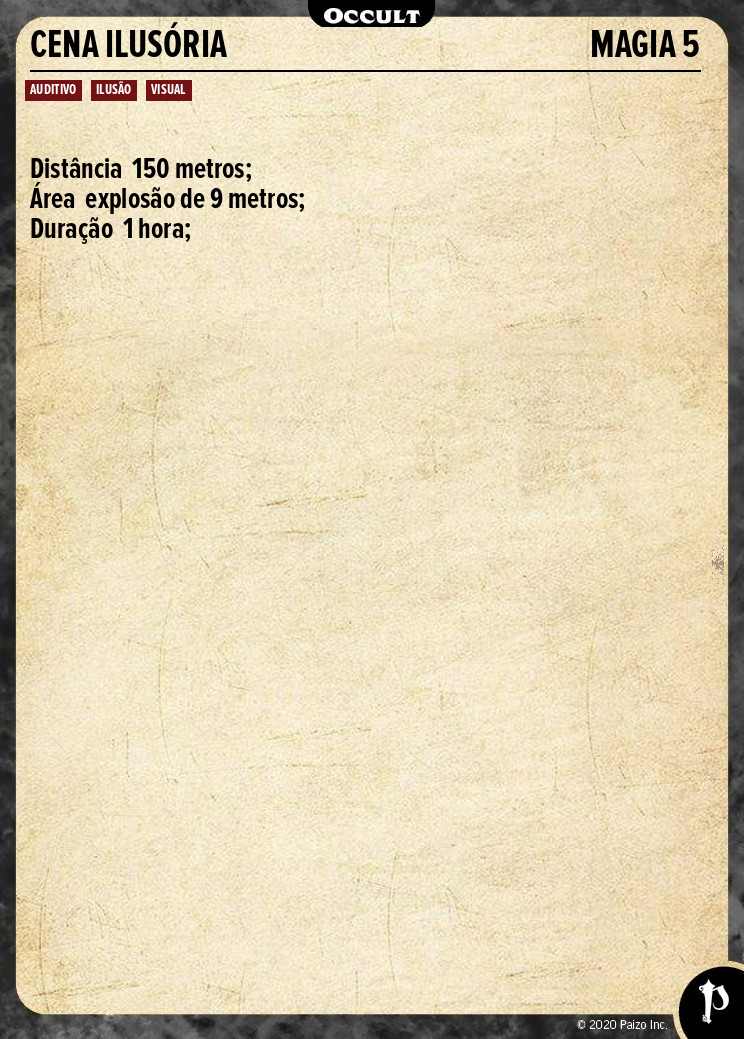 OCCULT
CENA ILUSÓRIA MAGIA 5
AUDITIVO ILUSÃO VISUAL
Distância 150 metros;
Área explosão de 9 metros;
Duração 1 hora;
© 2020 Paizo Inc.
P